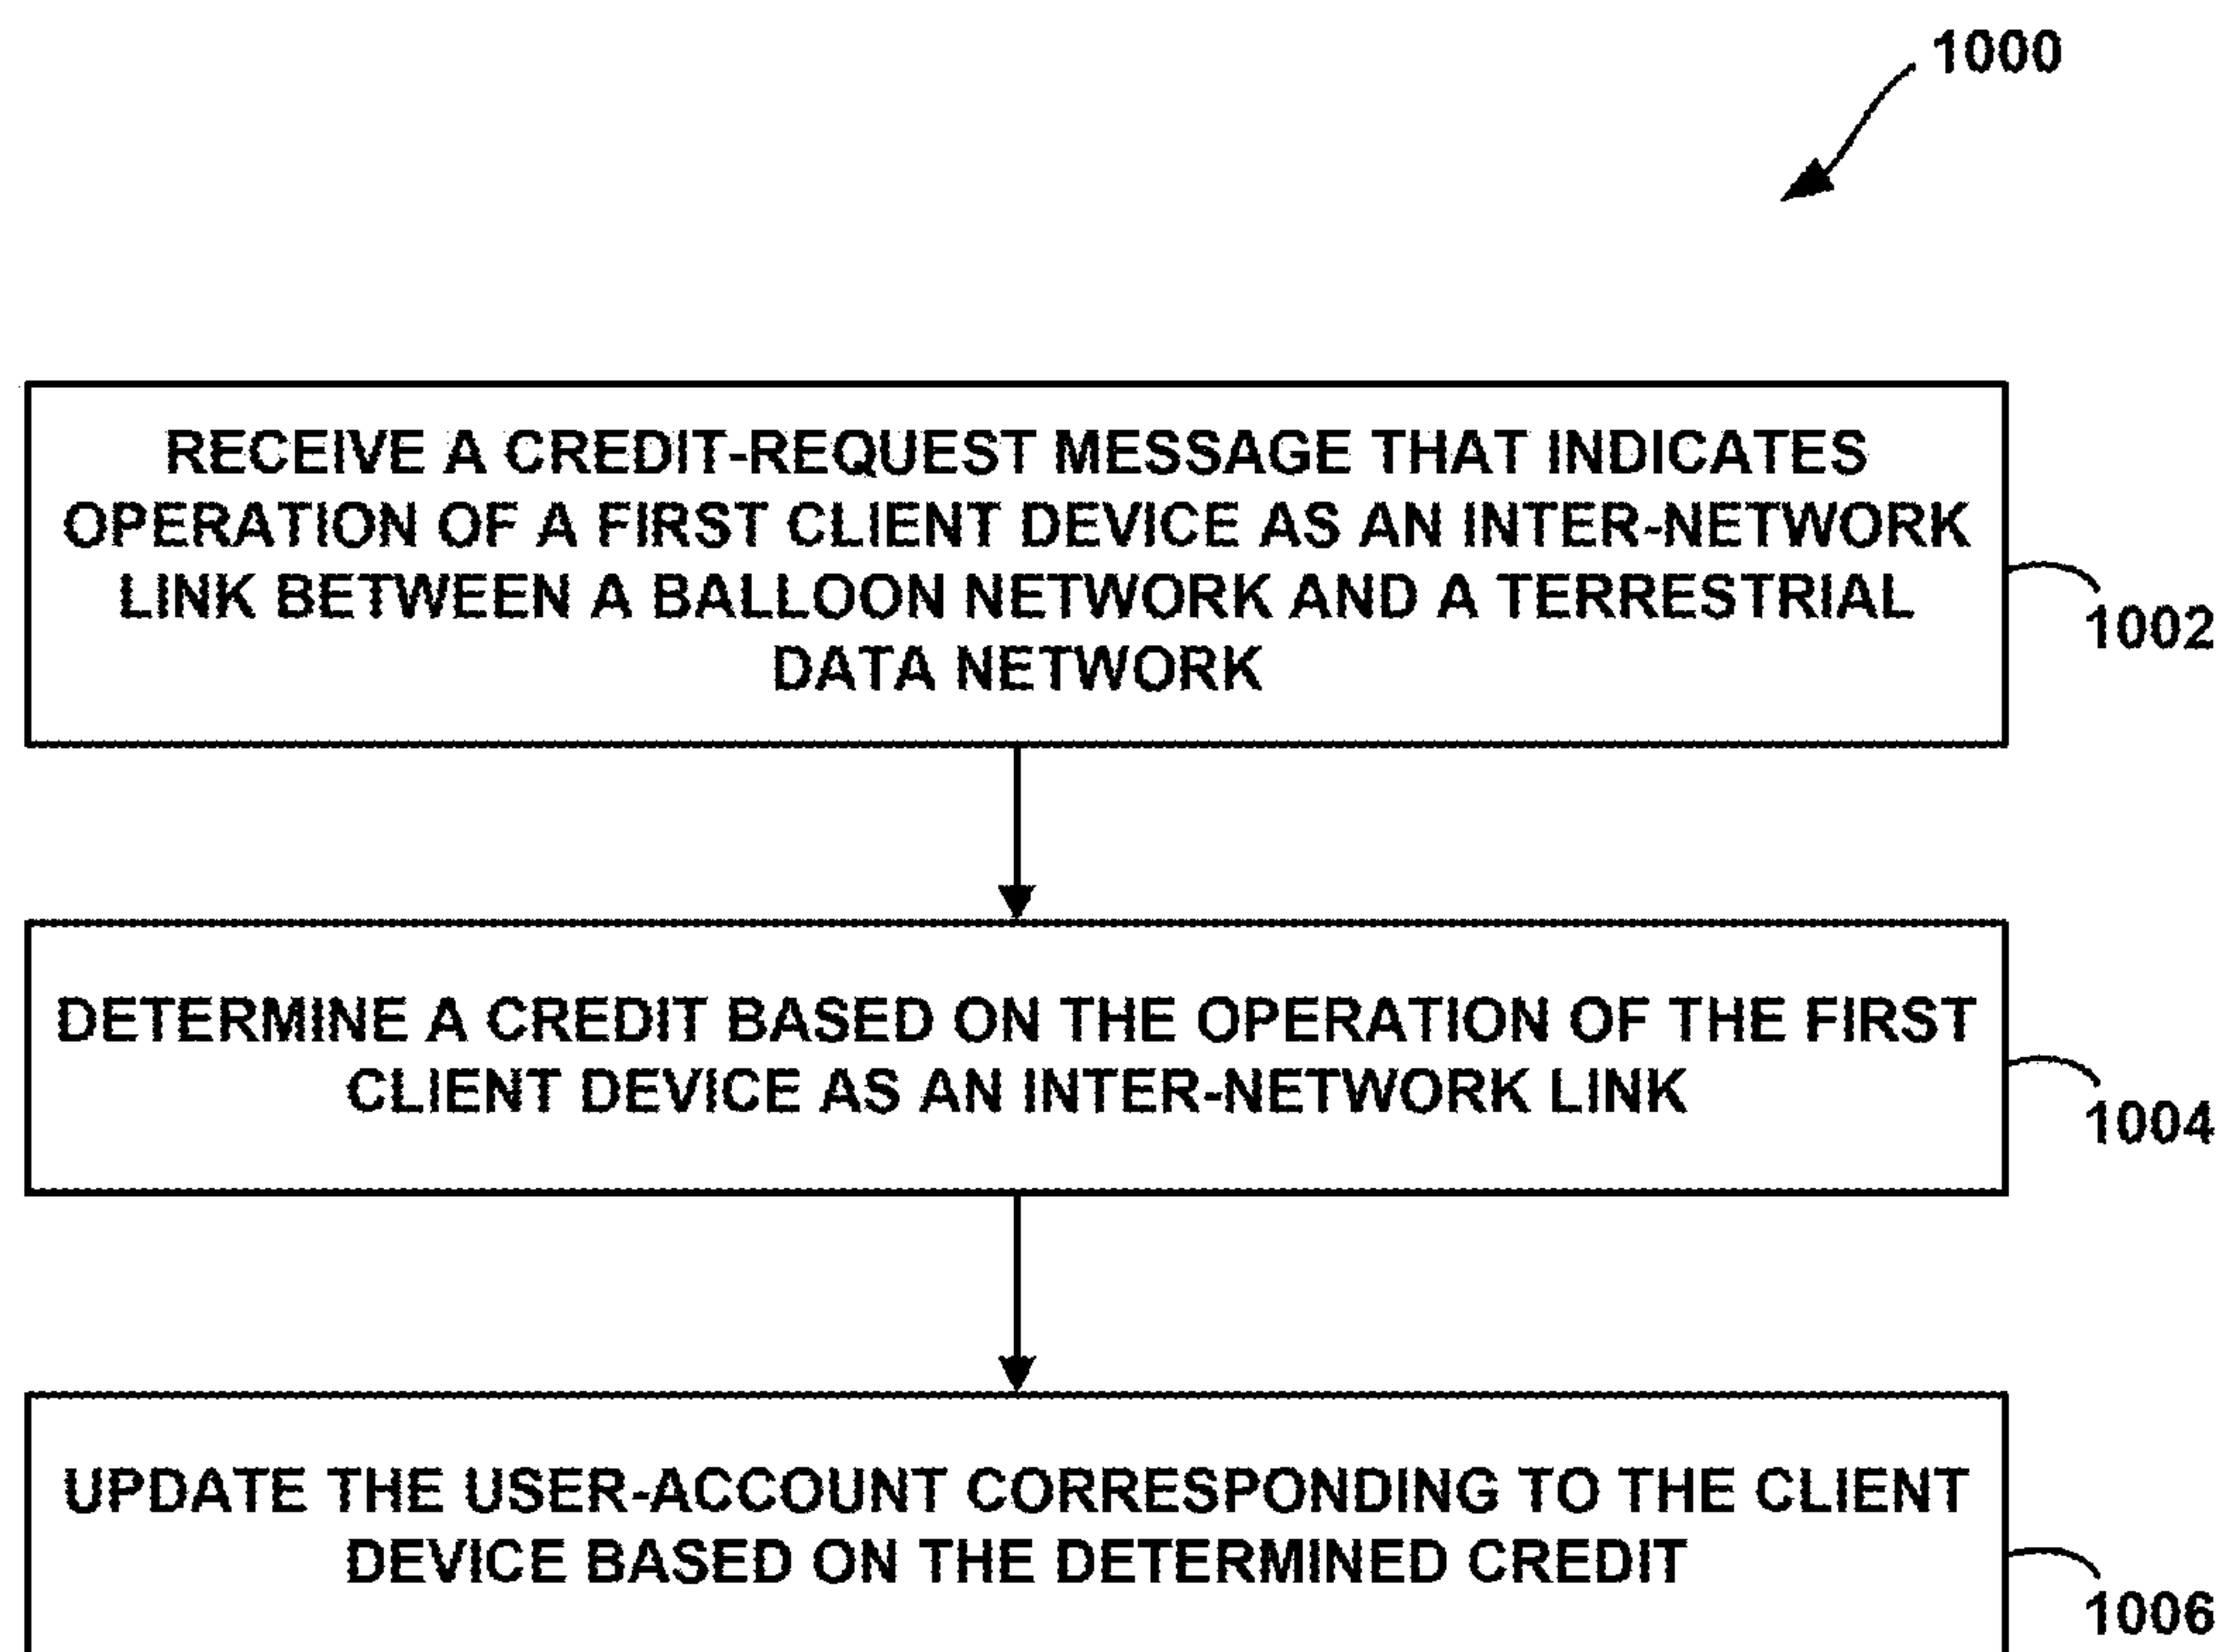 1000
RECEIVE A CREDIT-REQUEST MESSAGE THAT INDICATES
OPERATION OF A FIRST CLIENT DEVICE AS AN INTER-NETWORK
LINK BETWEEN A BALLOON NETWORK AND A TERRESTRIAL
DATA NETWORK
1002
DETERMINE A CREDIT BASED ON THE OPERATION OF THE FIRST
CLIENT DEVICE AS AN INTER-NETWORK LINK
1004
UPDATE THE USER-ACCOUNT CORRESPONDING TO THE CLIENT
DEVICE BASED ON THE DETERMINED CREDIT
1006